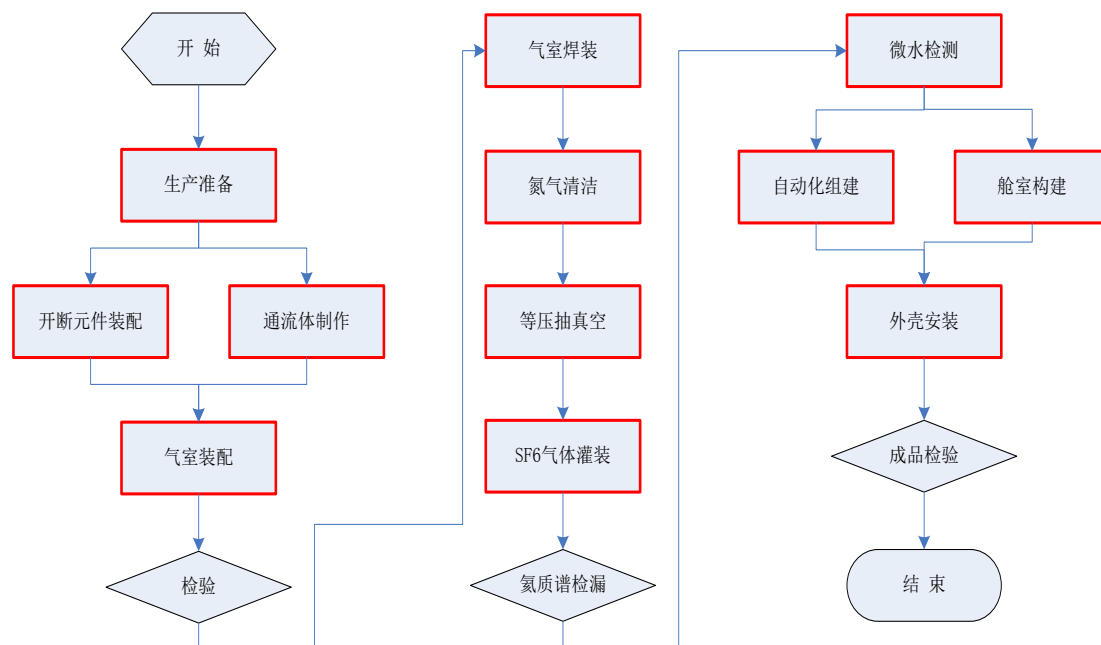 开 始
生产准备
开断元件装配
通流体制作
气室装配
检验
气室焊装
氮气清洁
等压抽真空
SF6气体灌装
氦质谱检漏
微水检测
自动化组建
舱室构建
外壳安装
成品检验
结 束